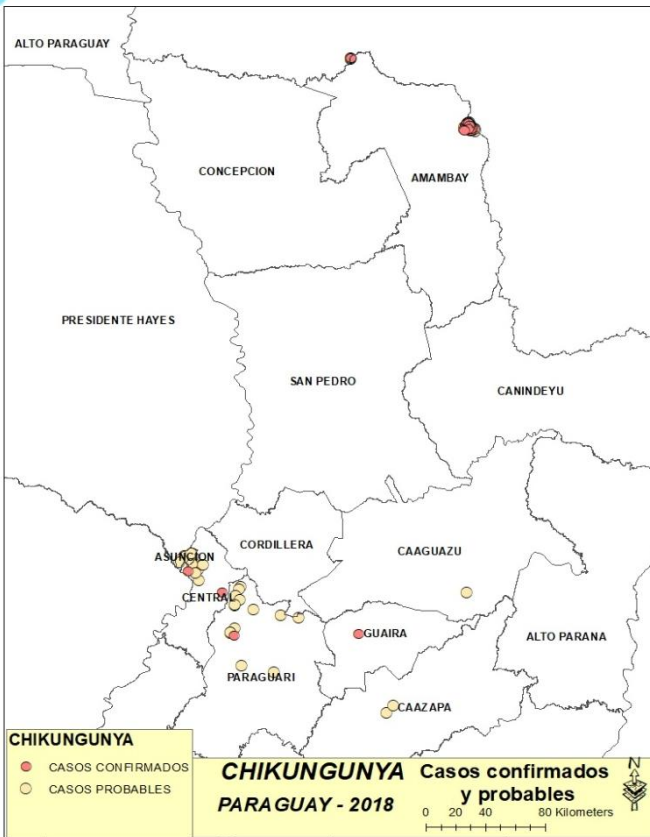 ALTO PARAGUAY
CONCEPCION
AMAMBAY
PRESIDENTE HAYES
SAN PEDRO
CANINDEYU
CORDILLERA
ASUNCION
CAAGUAZU
CENTRAL
GUAIRA
ALTO PARANA
PARAGUARI
CAAZAPA
CHIKUNGUNYA
CASOS CONFIRMADOS
CASOS PROBABLES
CHIKUNGUNYA
PARAGUAY - 2018
Casos confirmados
y probables
N
0 20 40 80 Kilometers